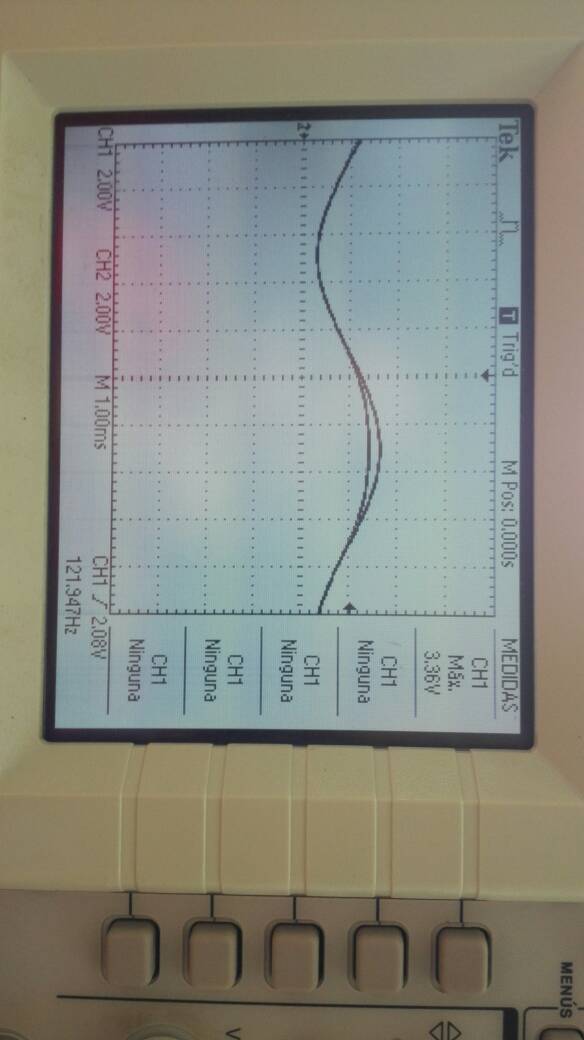 Tek
T Trig'd
M Pos: 0.000s
MEDIDAS
CH1
Máx.
3.36V
CH1
Ninguna
CH1
Ninguna
CH1
Ninguna
CH1
Ninguna
2
CH1 2.00V
CH2 2.00V
M 1.00ms
CH1
2.08V
121.947Hz
MENÚS
V